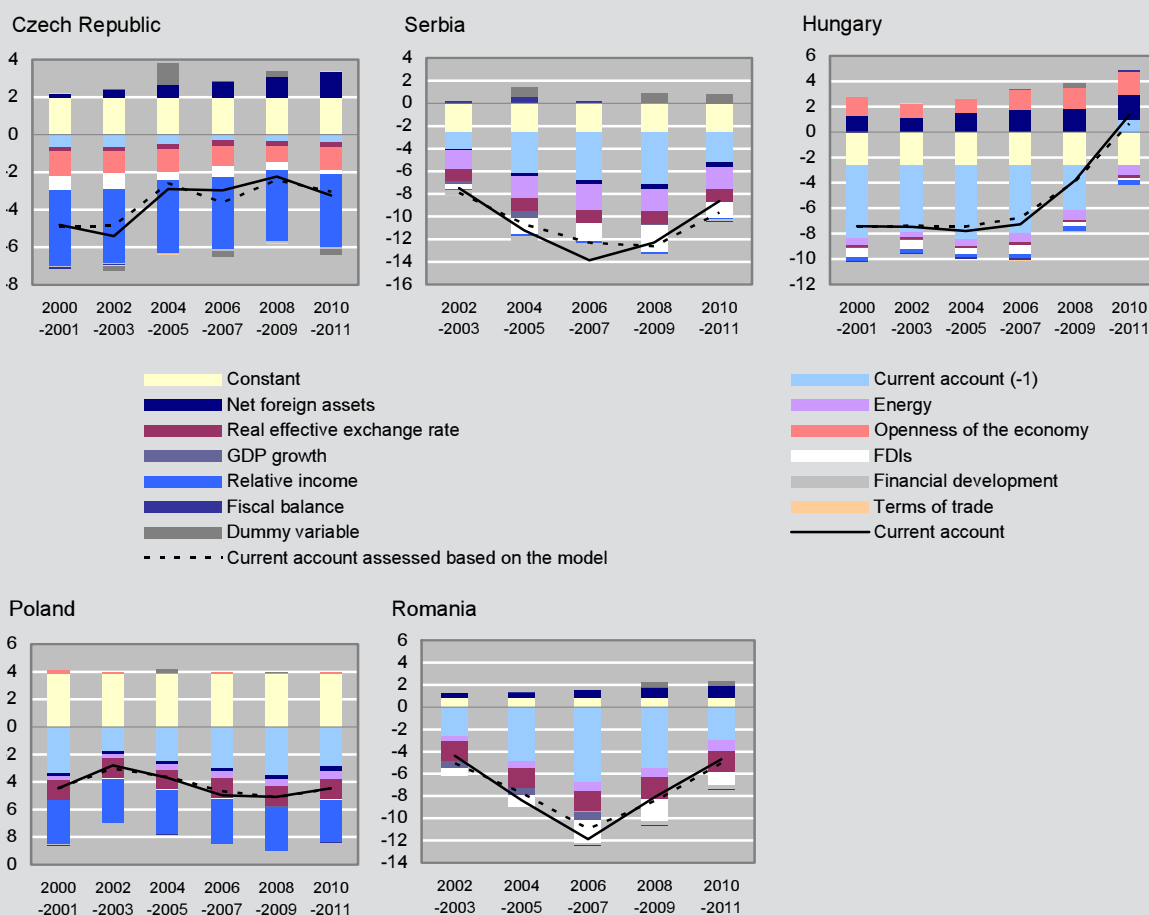 Czech Republic
4
2
0
-2
-4
-6
-8
2000 2002 2004 2006 2008 2010
-2001 -2003 -2005 -2007 -2009 -2011
Serbia
4
2
0
-2
-4
-6
-8
-10
-12
-14
-16
2002 2004 2006 2008 2010
-2003 -2005 -2007 -2009 -2011
Hungary
6
4
2
0
-2
-4
-6
-8
-10
-12
2000 2002 2004 2006 2008 2010
-2001 -2003 -2005 -2007 -2009 -2011
Constant
Net foreign assets
Real effective exchange rate
GDP growth
Relative income
Fiscal balance
Dummy variable
Current account assessed based on the model
Current account (-1)
Energy
Openness of the economy
FDIs
Financial development
Terms of trade
Current account
Poland
6
4
2
0
2
4
6
8
0
2000 2002 2004 2006 2008 2010
-2001 -2003 -2005 -2007 -2009 -2011
Romania
6
4
2
0
-2
-4
-6
-8
-10
-12
-14
2002 2004 2006 2008 2010
-2003 -2005 -2007 -2009 -2011